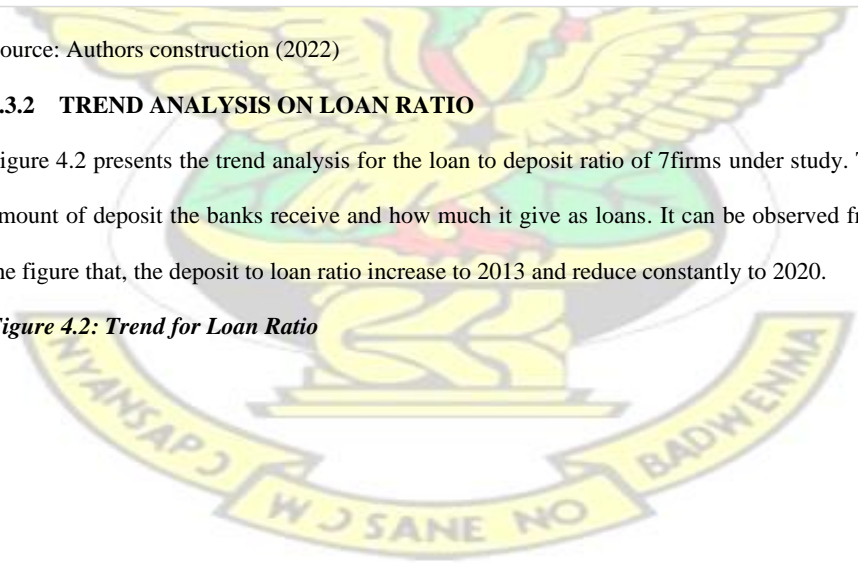 ource: Authors construction (2022)
.3.2 TREND ANALYSIS ON LOAN RATIO
igure 4.2 presents the trend analysis for the loan to deposit ratio of 7firms under study. T
mount of deposit the banks receive and how much it give as loans. It can be observed fr
he figure that, the deposit to loan ratio increase to 2013 and reduce constantly to 2020.
igure 4.2: Trend for Loan Ratio
NYANSAPƆ WƆSANE NO BADWENMA